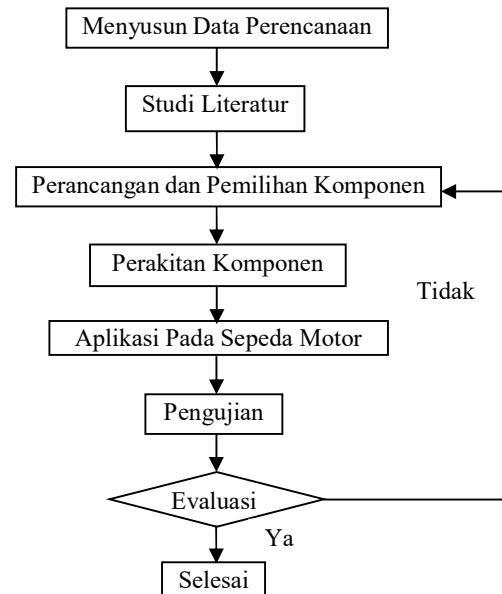 Menyusun Data Perencanaan
Studi Literatur
Perancangan dan Pemilihan Komponen
Perakitan Komponen
Tidak
Aplikasi Pada Sepeda Motor
Pengujian
Evaluasi
Ya
Selesai